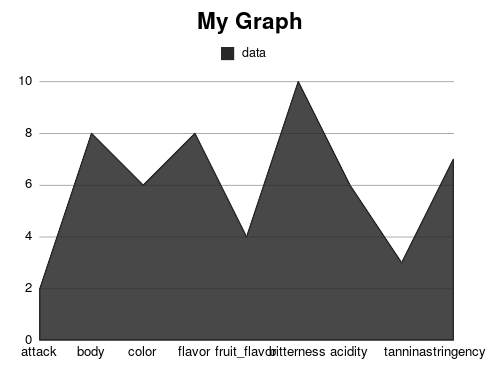 My Graph
data
10
8
6
4
2
0
attack body color flavor fruit_flavor bitterness acidity tannin astringency